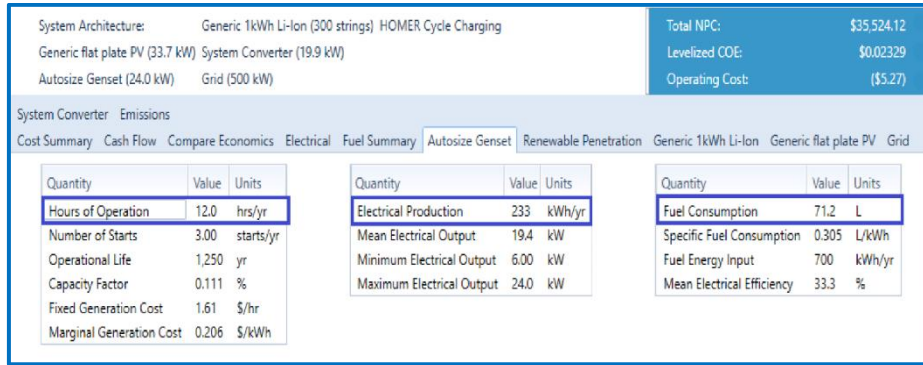 System Architecture: Generic 1kWh Li-Ion (300 strings) HOMER Cycle Charging
Generic flat plate PV (33.7 kW) System Converter (19.9 kW)
Autosize Genset (24.0 kW) Grid (500 kW)
Total NPC: $35,524.12
Levelized COE: $0.02329
Operating Cost: ($5.27)
System Converter Emissions
Cost Summary Cash Flow Compare Economics Electrical Fuel Summary Autosize Genset Renewable Penetration Generic 1kWh Li-Ion Generic flat plate PV Grid
Quantity Value Units
Hours of Operation 12.0 hrs/yr
Number of Starts 3.00 starts/yr
Operational Life 1,250 yr
Capacity Factor 0.111 %
Fixed Generation Cost 1.61 $/hr
Marginal Generation Cost 0.206 $/kWh
Quantity Value Units
Electrical Production 233 kWh/yr
Mean Electrical Output 19.4 kW
Minimum Electrical Output 6.00 kW
Maximum Electrical Output 24.0 kW
Quantity Value Units
Fuel Consumption 71.2 L
Specific Fuel Consumption 0.305 L/kWh
Fuel Energy Input 700 kWh/yr
Mean Electrical Efficiency 33.3 %